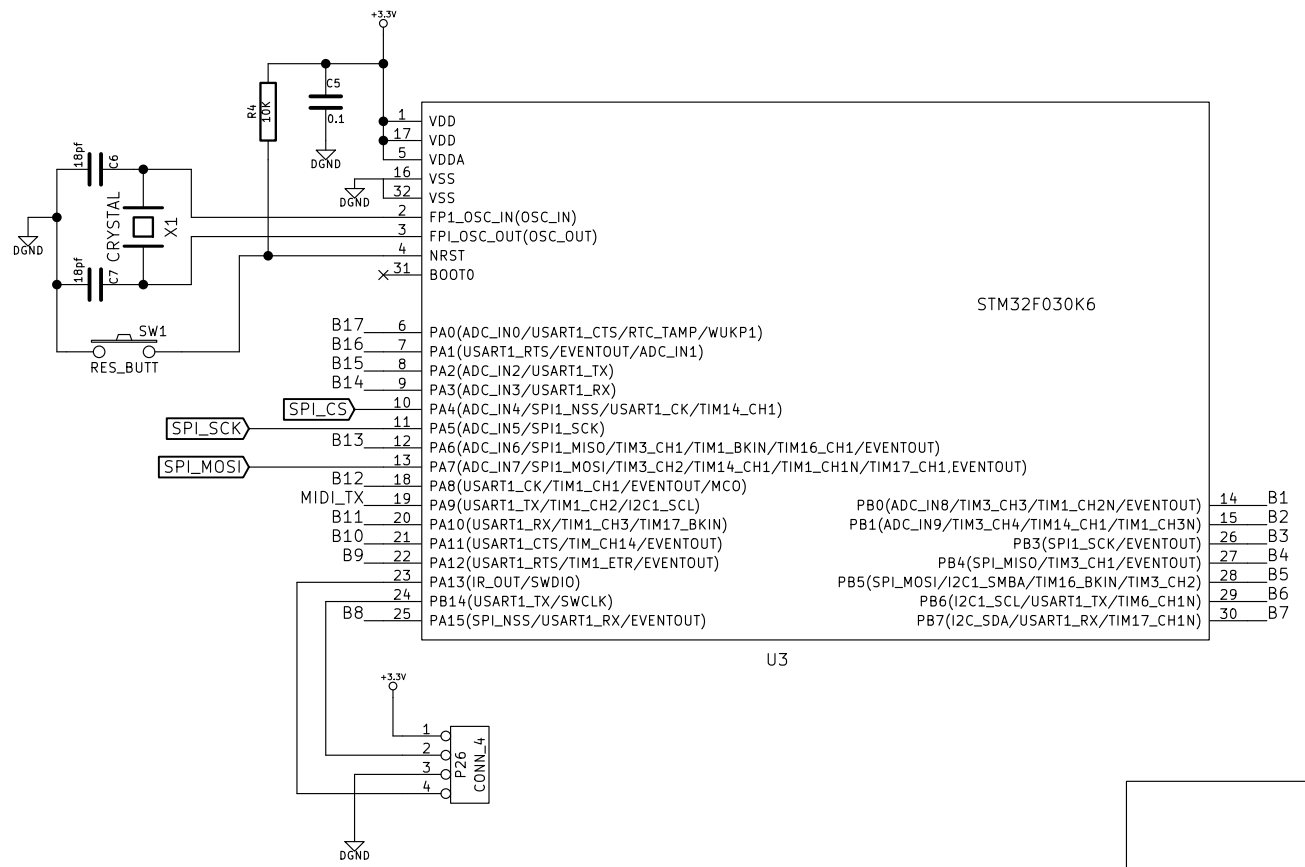 +3.3V
R4
10K
C5
0.1
DGND
18pf
C6
CRYSTAL
X1
DGND
18pf
C7
SW1
RES_BUTT
DGND
1 VDD
17 VDD
5 VDDA
16 VSS
32 VSS
2 FP1_OSC_IN(OSC_IN)
3 FPI_OSC_OUT(OSC_OUT)
4 NRST
31 BOOT0
STM32F030K6
B17 6 PA0(ADC_IN0/USART1_CTS/RTC_TAMP/WUKP1)
B16 7 PA1(USART1_RTS/EVENTOUT/ADC_IN1)
B15 8 PA2(ADC_IN2/USART1_TX)
B14 9 PA3(ADC_IN3/USART1_RX)
SPI_CS 10 PA4(ADC_IN4/SPI1_NSS/USART1_CK/TIM14_CH1)
SPI_SCK 11 PA5(ADC_IN5/SPI1_SCK)
B13 12 PA6(ADC_IN6/SPI1_MISO/TIM3_CH1/TIM1_BKIN/TIM16_CH1/EVENTOUT)
SPI_MOSI 13 PA7(ADC_IN7/SPI1_MOSI/TIM3_CH2/TIM14_CH1/TIM1_CH1N/TIM17_CH1,EVENTOUT)
B12 18 PA8(USART1_CK/TIM1_CH1/EVENTOUT/MCO)
MIDI_TX 19 PA9(USART1_TX/TIM1_CH2/I2C1_SCL)
B11 20 PA10(USART1_RX/TIM1_CH3/TIM17_BKIN)
B10 21 PA11(USART1_CTS/TIM_CH14/EVENTOUT)
B9 22 PA12(USART1_RTS/TIM1_ETR/EVENTOUT)
23 PA13(IR_OUT/SWDIO)
24 PB14(USART1_TX/SWCLK)
B8 25 PA15(SPI_NSS/USART1_RX/EVENTOUT)
PB0(ADC_IN8/TIM3_CH3/TIM1_CH2N/EVENTOUT) 14 B1
PB1(ADC_IN9/TIM3_CH4/TIM14_CH1/TIM1_CH3N) 15 B2
PB3(SPI1_SCK/EVENTOUT) 26 B3
PB4(SPI_MISO/TIM3_CH1/EVENTOUT) 27 B4
PB5(SPI_MOSI/I2C1_SMBA/TIM16_BKIN/TIM3_CH2) 28 B5
PB6(I2C1_SCL/USART1_TX/TIM6_CH1N) 29 B6
PB7(I2C_SDA/USART1_RX/TIM17_CH1N) 30 B7
U3
+3.3V
1
2
3
4
P26
CONN_4
DGND